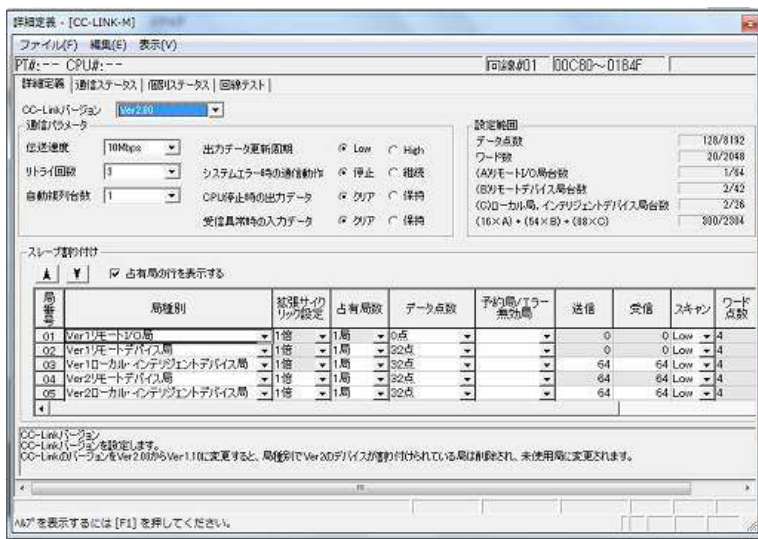 詳細定義 - [CC-LINK-M]
ファイル(F) 編集(E) 表示(V)
PT#:-- CPU#:-- 回線#01 00C80～0184F
詳細定義 通信ステータス 個別ステータス 回線テスト
CC-Linkバージョン Ver2.00
通信パラメータ
伝送速度 10Mbps 出力データ更新周期 Low High
リトライ回数 3 システムエラー時の通信動作 停止 継続
自動複列台数 1 CPU停止時の出力データ クリア 保持
受信異常時の入力データ クリア 保持
設定範囲
データ点数 128/8192
ワード数 20/2048
(A)リモートI/O局台数 1/64
(B)リモートデバイス局台数 2/42
(C)ローカル局、インテリジェントデバイス局台数 2/26
(16×A) + (54×B) + (88×C) 300/2304
スレーブ割り付け
占有局の行を表示する
局番号 局種別 拡張サイクリック設定 占有局数 データ点数 予約局/エラー無効局 送信 受信 スキャン ワード点数
01 Ver1リモートI/O局 1倍 1局 0点 0 0 Low 4
02 Ver1リモートデバイス局 1倍 1局 32点 0 0 Low 4
03 Ver1ローカル・インテリジェントデバイス局 1倍 1局 32点 64 64 Low 4
04 Ver2リモートデバイス局 1倍 1局 32点 64 64 Low 4
05 Ver2ローカル・インテリジェントデバイス局 1倍 1局 32点 64 64 Low 4
CC-Linkバージョン
CC-Linkバージョンを設定します。
CC-LinkのバージョンをVer2.00からVer1.10に変更すると、局種別でVer2のデバイスが割り付けられている局は削除され、未使用局に変更されます。
ヘルプを表示するには [F1] を押してください。